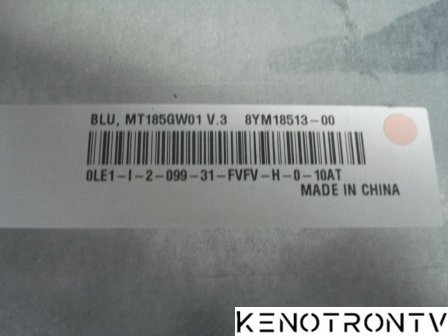 BLU, MT185GW01 V.3 8YM18513-00
0LE1-I-2-099-31-FVFV-H-0-10AT
MADE IN CHINA
KENOTRONTV